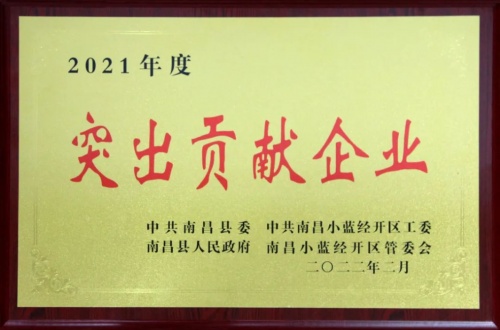 2021年度
突出贡献企业
中共南昌县委 中共南昌小蓝经开区工委
南昌县人民政府 南昌小蓝经开区管委会
二〇二二年二月